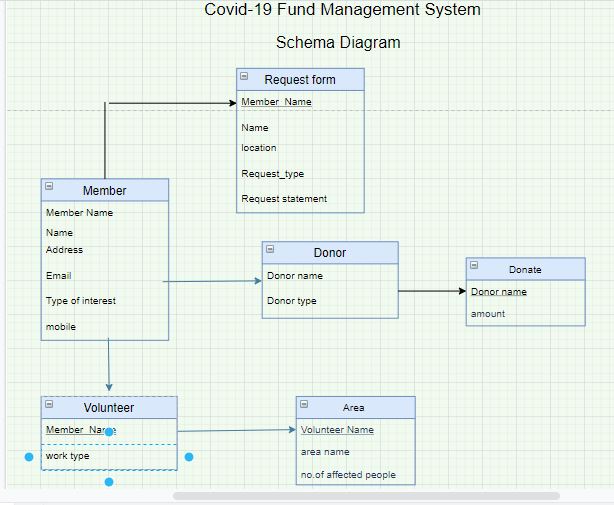 Covid-19 Fund Management System
Schema Diagram
Request form
Member_Name
Name
location
Request_type
Request statement
Member
Member Name
Name
Address
Email
Type of interest
mobile
Donor
Donor name
Donor type
Donate
Donor name
amount
Volunteer
Member_Name
work type
Area
Volunteer Name
area name
no.of affected people